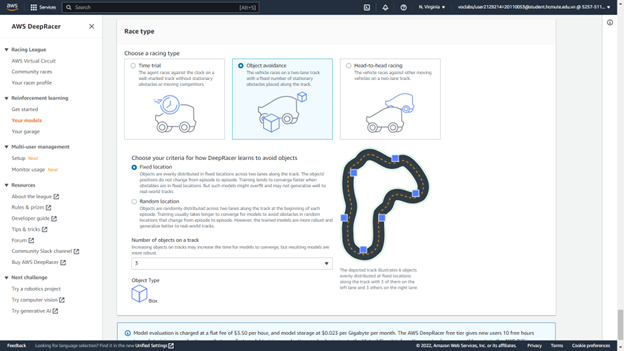 aws
Services
Search
[Alt+S]
N. Virginia
AWS DeepRacer
Racing League
AWS Virtual Circuit
Community races
Your racer profile
Reinforcement learning
Get started
Your models
Your garage
Multi-user management
Setup New!
Monitor usage New!
Resources
About the league
Rules & prizes
Developer guide
Tips & tricks
Forum
Community Slack channel
Buy AWS DeepRacer
Next challenge
Try a robotics project
Try computer vision
Try generative AI
Race type
Choose a racing type
Time trial
The agent races against the clock on a
well-marked track without stationary
obstacles or moving competitors.
Object avoidance
The vehicle races on a two-lane track
with a fixed number of stationary
obstacles placed along the track.
Head-to-head racing
The vehicle races against other moving
vehicles on a two-lane track.
Choose your criteria for how DeepRacer learns to avoid objects
Fixed location
Objects are evenly distributed in fixed locations across two lanes along the track. The objects'
positions do not change from episode to episode. Training tends to converge faster when
obstacles are in fixed locations. But such models might overfit and may not generalize well to
real-world tracks
Random location
Objects are randomly distributed across two lanes along the track at the beginning of each
episode. Training usually takes longer to converge for models to avoid obstacles in random
locations that change from episode to episode. However, the trained models are more robust and
generalize better to real-world tracks.
Number of objects on a track
Increasing objects on tracks may increase the time for models to converge, but resulting models are
more robust.
3
Object Type
Box
The depicted track illustrates 6 objects
evenly distributed at fixed locations
along the track with 3 of them on the
left lane and 3 others on the right lane.
Model evaluation is charged at a flat fee of $3.50 per hour, and model storage at $0.023 per Gigabyte per month. The AWS DeepRacer free tier gives new users 10 free hours
Feedback
Looking for language selection? Find it in the new Unified Settings
© 2022, Amazon Web Services, Inc. or its affiliates.
Privacy
Terms
Cookie preferences